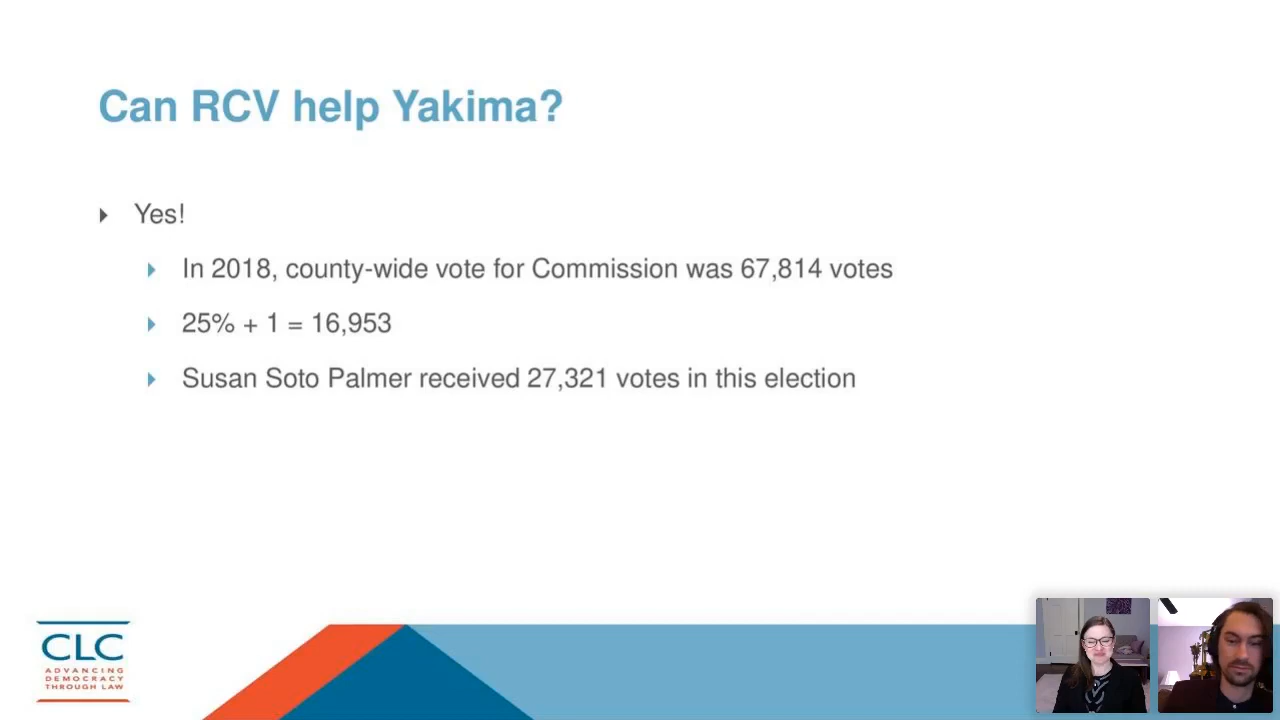 Can RCV help Yakima?
Yes!
In 2018, county-wide vote for Commission was 67,814 votes
25% + 1 = 16,953
Susan Soto Palmer received 27,321 votes in this election
CLC
ADVANCING
DEMOCRACY
THROUGH LAW